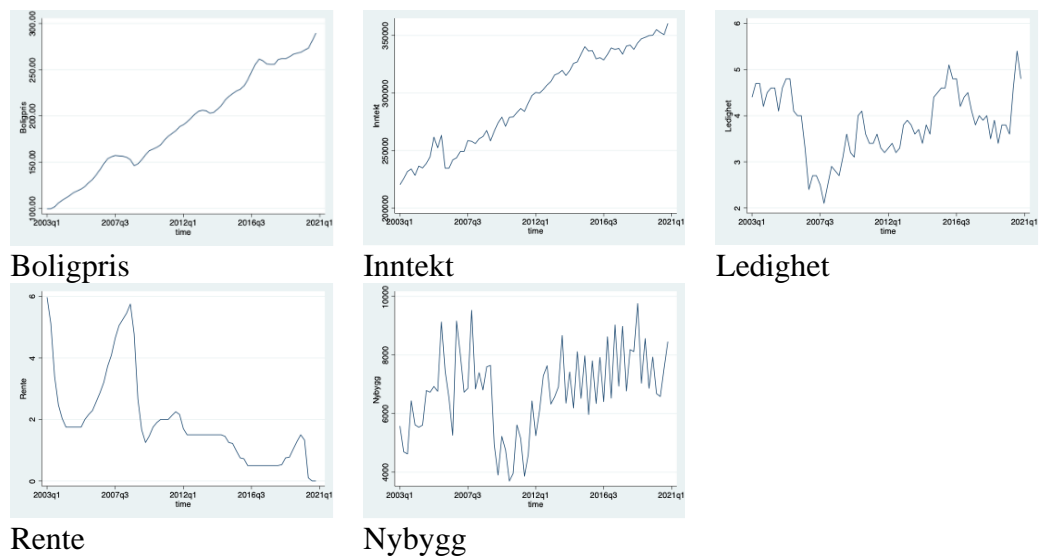 300.00
250.00
200.00
150.00
100.00
Boligpris
2003q1 2007q3 2012q1 2016q3 2021q1
time
350000
300000
250000
200000
Inntekt
2003q1 2007q3 2012q1 2016q3 2021q1
time
6
5
4
3
2
Ledighet
2003q1 2007q3 2012q1 2016q3 2021q1
time
Boligpris Inntekt Ledighet
6
4
2
0
Rente
2003q1 2007q3 2012q1 2016q3 2021q1
time
10000
8000
6000
4000
Nybygg
2003q1 2007q3 2012q1 2016q3 2021q1
time
Rente Nybygg